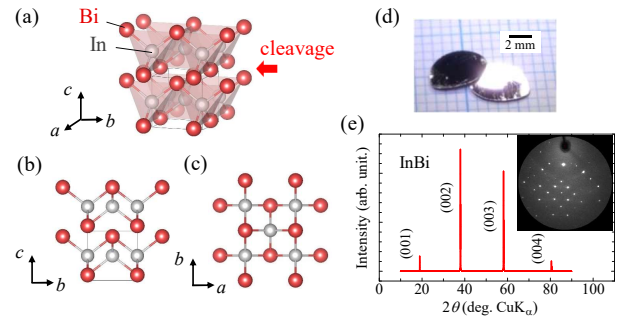 (a)
Bi
In
cleavage
c
a
b
(b)
c
b
(c)
b
a
(d)
2 mm
(e)
InBi
(001)
(002)
(003)
(004)
Intensity (arb. unit.)
0
20
40
60
80
100
2θ (deg. CuKα)